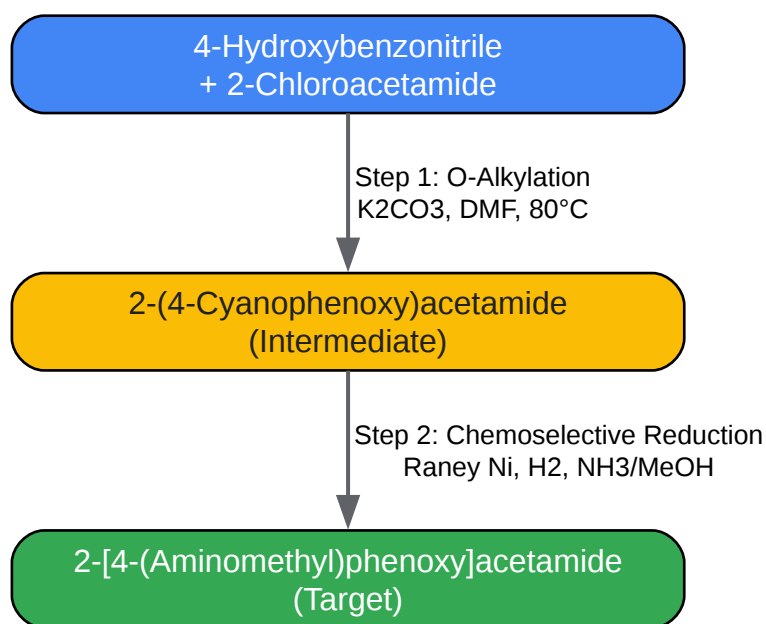 4-Hydroxybenzonitrile
+ 2-Chloroacetamide
Step 1: O-Alkylation
K2CO3, DMF, 80°C
2-(4-Cyanophenoxy)acetamide
(Intermediate)
Step 2: Chemoselective Reduction
Raney Ni, H2, NH3/MeOH
2-[4-(Aminomethyl)phenoxy]acetamide
(Target)